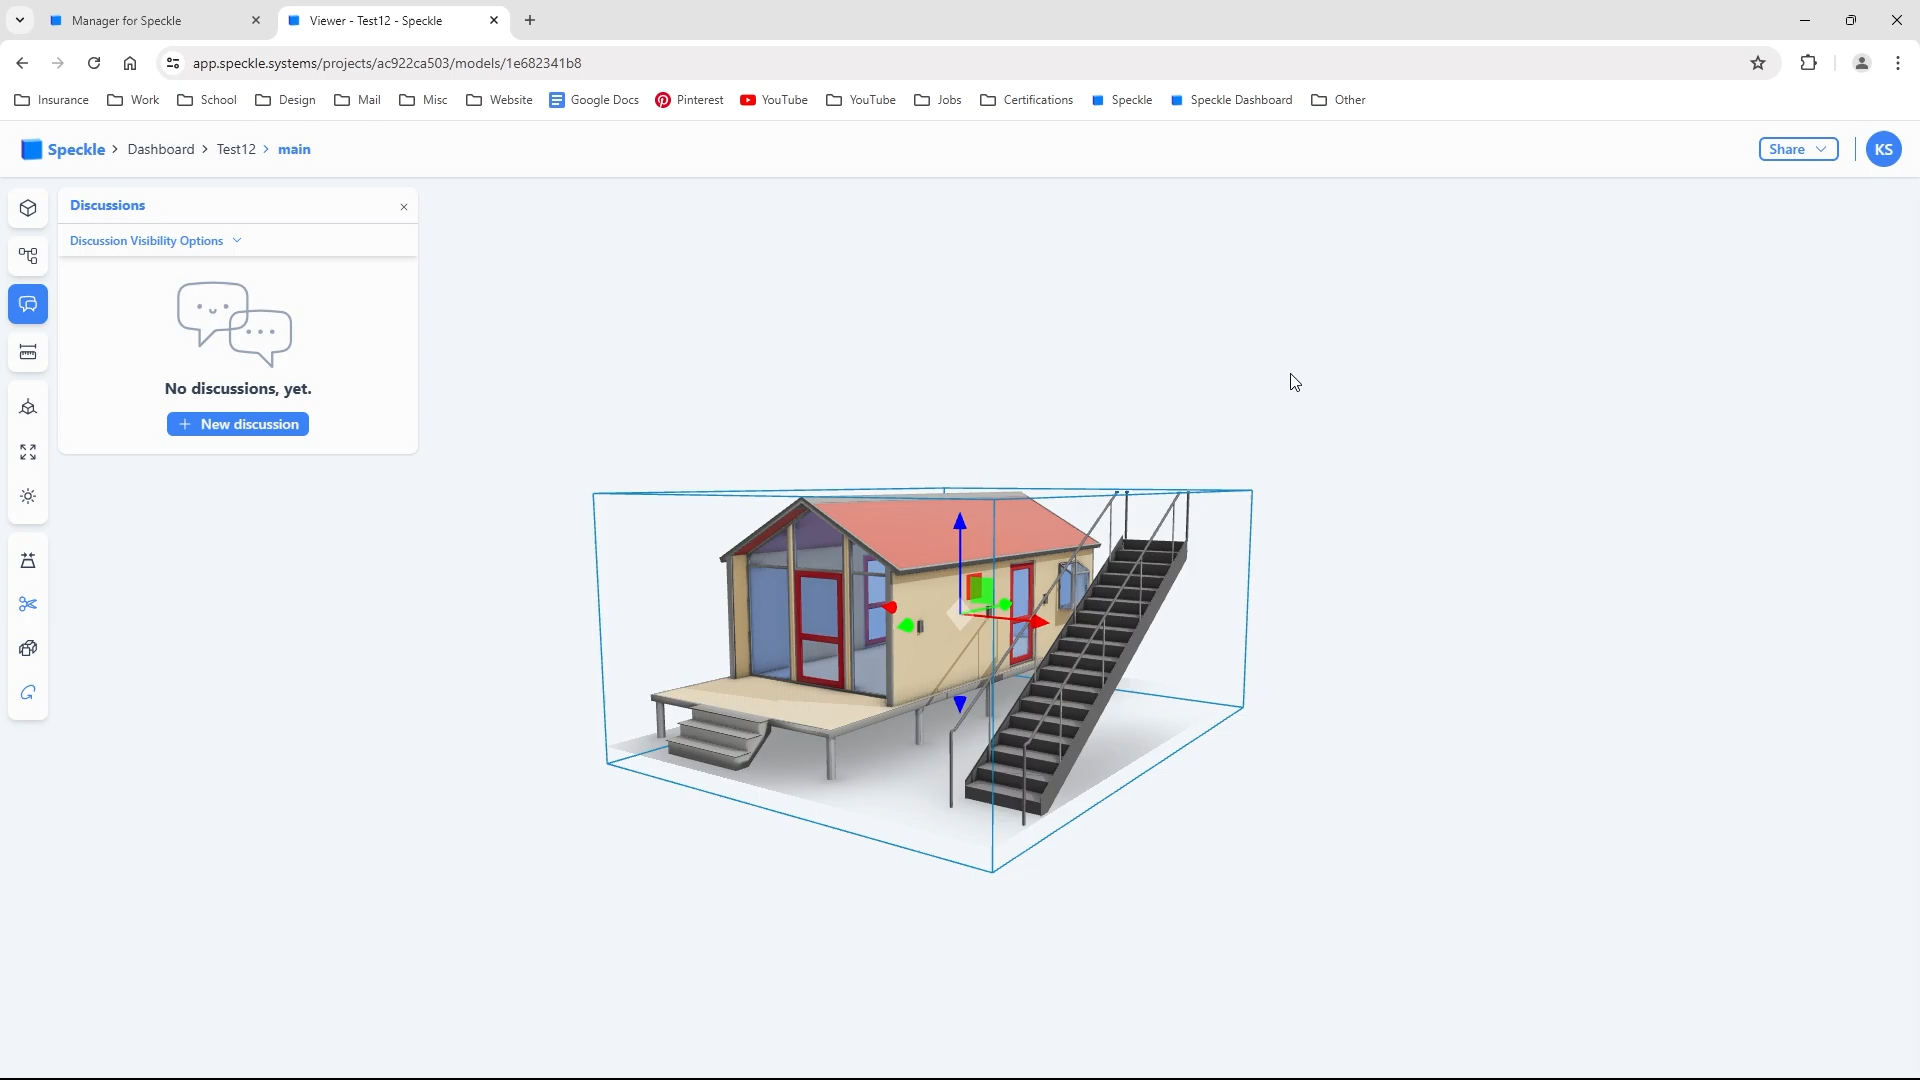 Manager for Speckle
Viewer - Test12 - Speckle
app.speckle.systems/projects/ac922ca503/models/1e682341b8
Insurance Work School Design Mail Misc Website Google Docs Pinterest YouTube YouTube Jobs Certifications Speckle Speckle Dashboard Other
Speckle > Dashboard > Test12 > main
Share
KS
Discussions
Discussion Visibility Options
No discussions, yet.
+ New discussion